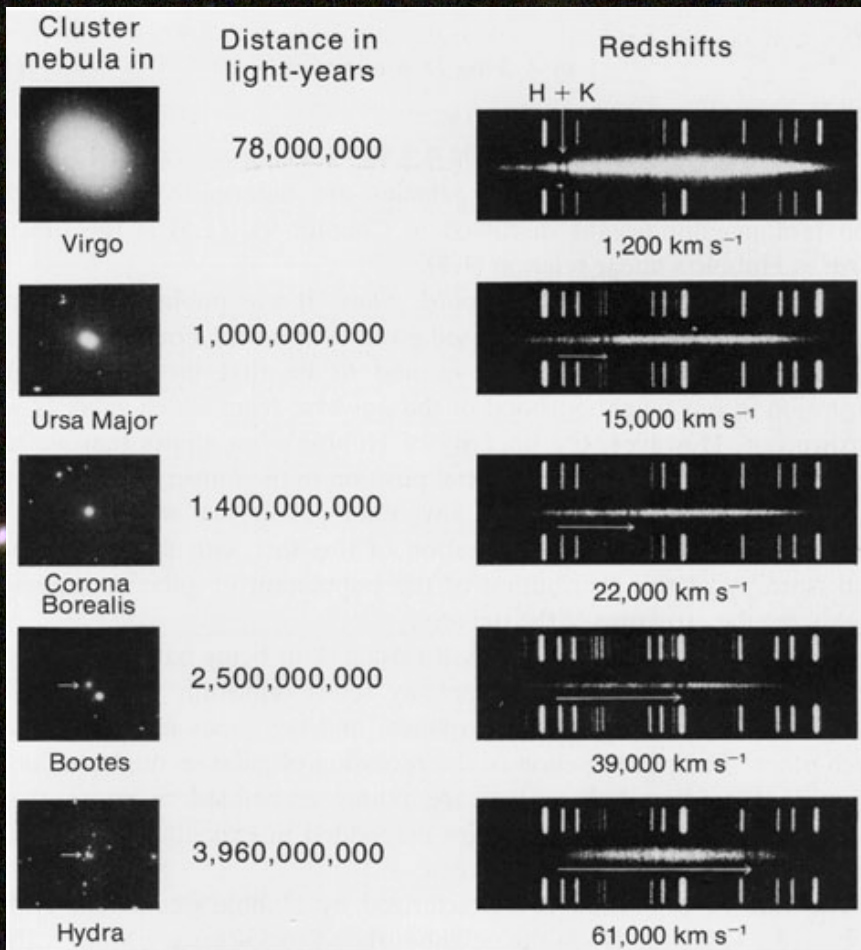 Cluster
nebula in
Distance in
light-years
Redshifts
H + K
78,000,000
Virgo
1,200 km s⁻¹
1,000,000,000
Ursa Major
15,000 km s⁻¹
1,400,000,000
Corona
Borealis
22,000 km s⁻¹
2,500,000,000
Bootes
39,000 km s⁻¹
3,960,000,000
Hydra
61,000 km s⁻¹